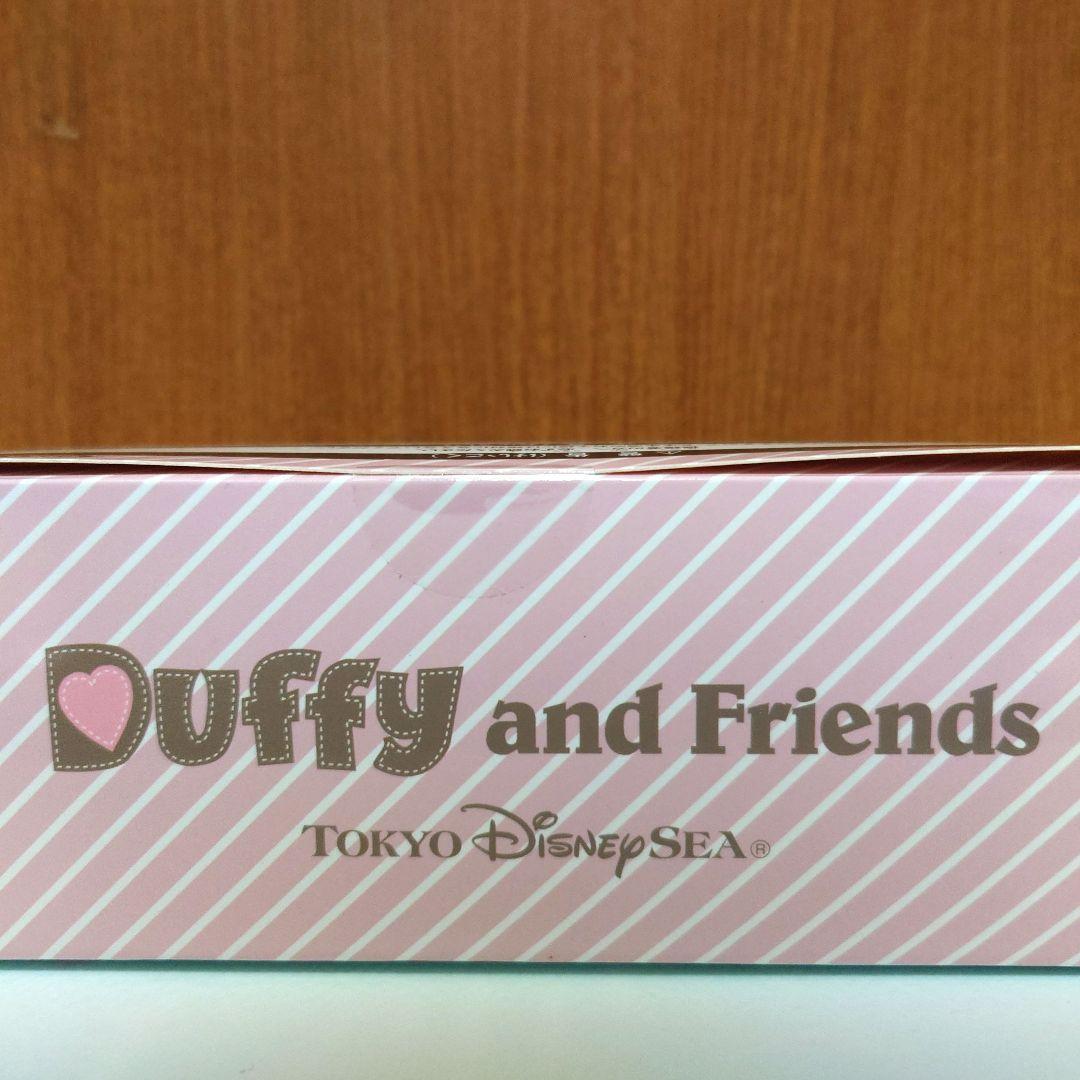 Duffy and Friends
TOKYO DISNEYSEA®